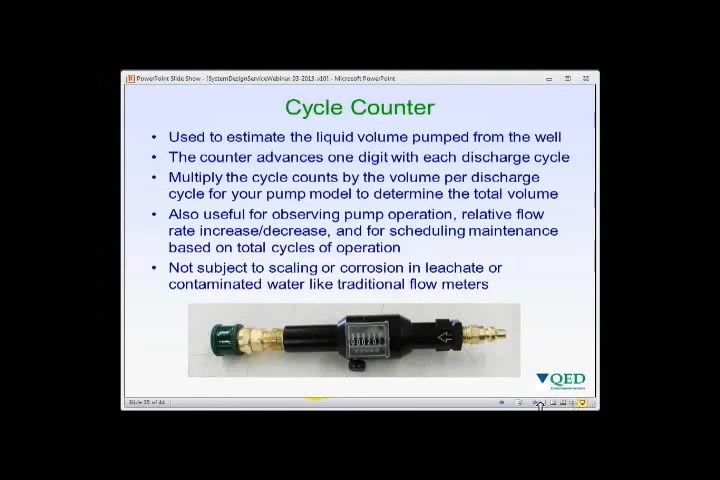 PowerPoint Slide Show - [SystemDesignServiceWebinar.03-2013.v10] - Microsoft PowerPoint
Cycle Counter
• Used to estimate the liquid volume pumped from the well
• The counter advances one digit with each discharge cycle
• Multiply the cycle counts by the volume per discharge
cycle for your pump model to determine the total volume
• Also useful for observing pump operation, relative flow
rate increase/decrease, and for scheduling maintenance
based on total cycles of operation
• Not subject to scaling or corrosion in leachate or
contaminated water like traditional flow meters
QED
Environmental Systems
Slide 35 of 44